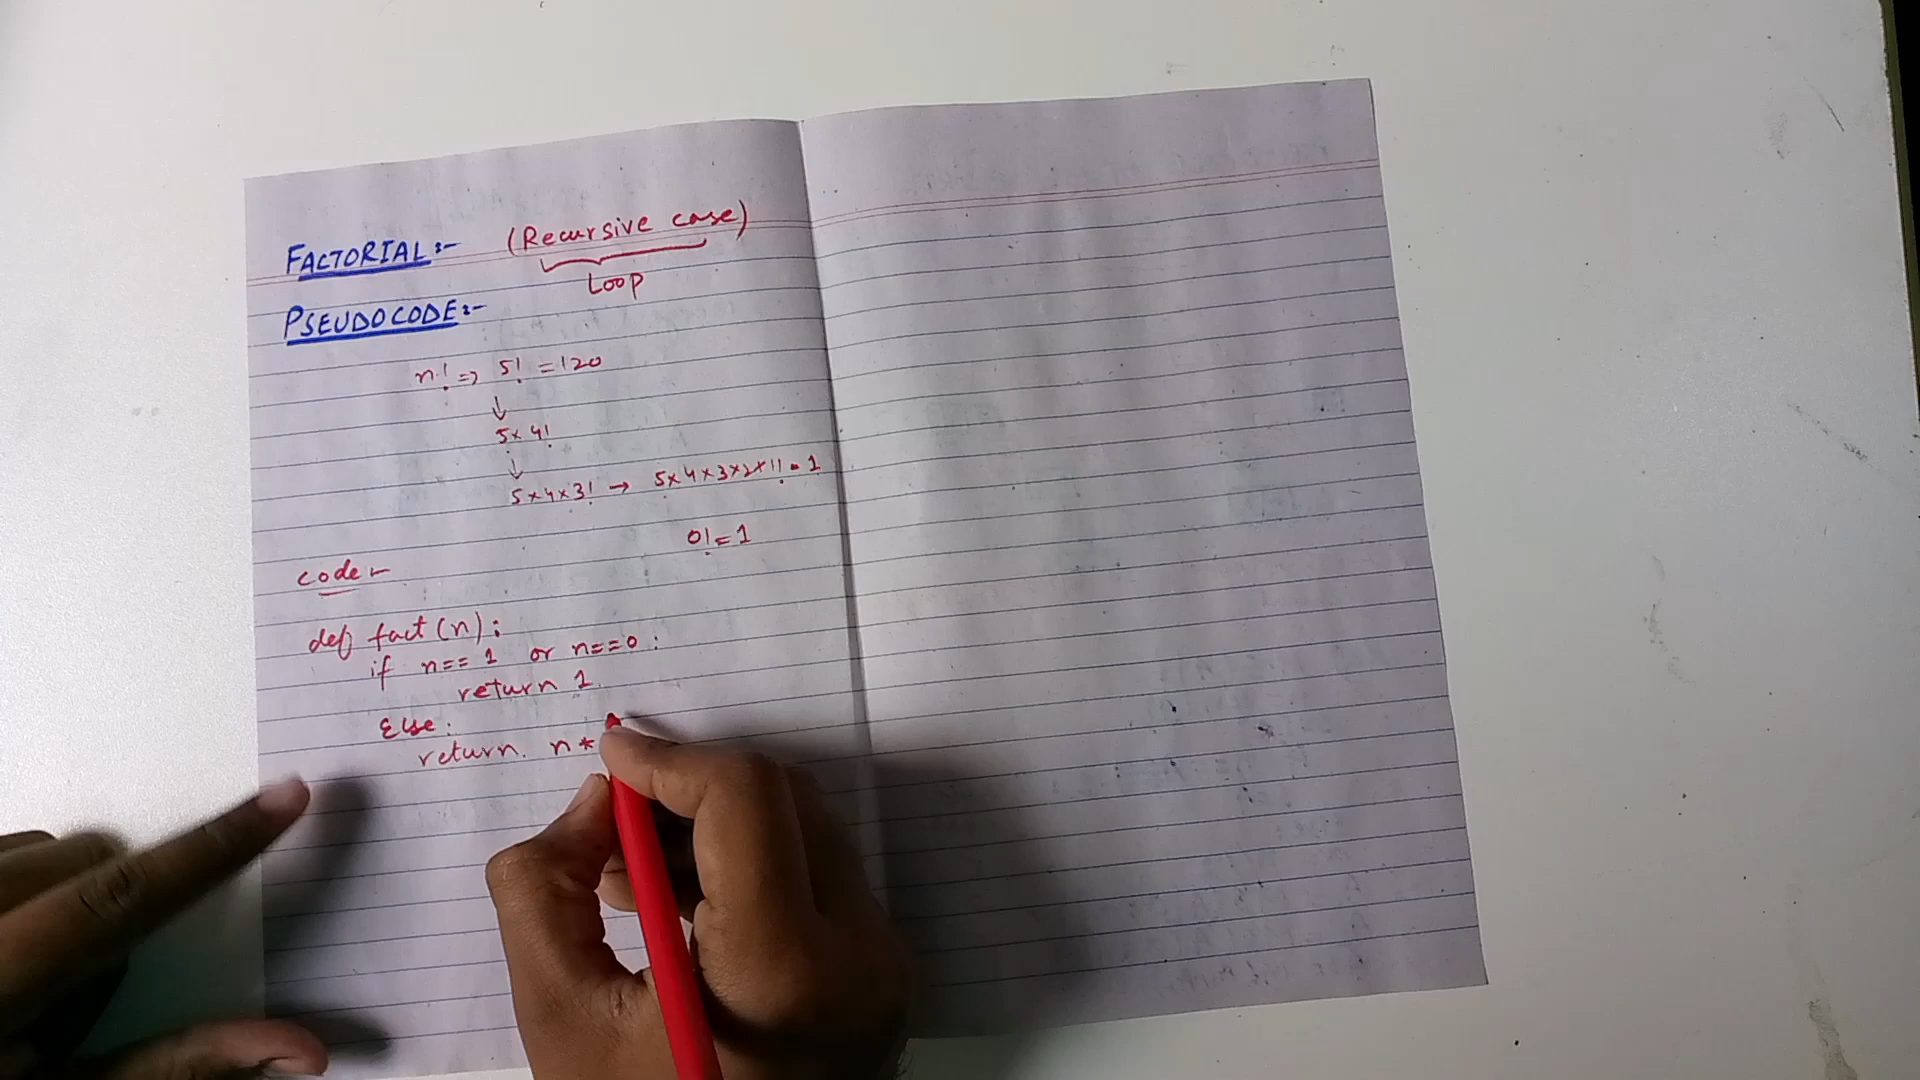 FACTORIAL:- (Recursive case)
Loop
PSEUDOCODE:-
n! => 5! = 120
↓
5 × 4!
↓
5 × 4 × 3! → 5 × 4 × 3 × 2 × 1! = 1
0! = 1
code:-
def fact (n):
if n == 1 or n == 0 :
return 1
Else:
return n *